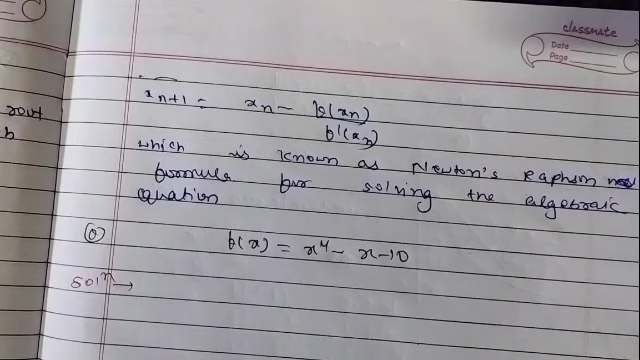 classmate
Date
Page
rout
h
xn+1 = xn - f(xn)
f'(xn)
which is known as Newton's Raphson
formula for solving the algebraic
equation
Q f(x) = x⁴ - x - 10
Solⁿ →